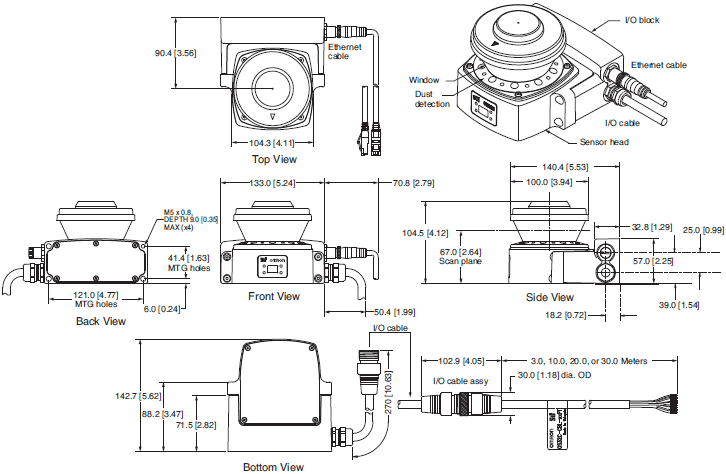 90.4 [3.56]
Ethernet
cable
104.3 [4.11]
Top View
I/O block
Ethernet cable
Window
Dust
detection
I/O cable
Sensor head
M5 x 0.8,
DEPTH 9.0 [0.35]
MAX (x4)
41.4 [1.63]
MTG holes
121.0 [4.77]
MTG holes
6.0 [0.24]
Back View
133.0 [5.24]
70.8 [2.79]
omron
Front View
50.4 [1.99]
140.4 [5.53]
100.0 [3.94]
104.5 [4.12]
67.0 [2.64]
Scan plane
32.8 [1.29]
25.0 [0.99]
57.0 [2.25]
39.0 [1.54]
18.2 [0.72]
Side View
142.7 [5.62]
88.2 [3.47]
71.5 [2.82]
I/O cable
270 [10.63]
Bottom View
102.9 [4.05]
3.0, 10.0, 20.0, or 30.0 Meters
30.0 [1.18] dia. OD
I/O cable assy
omron